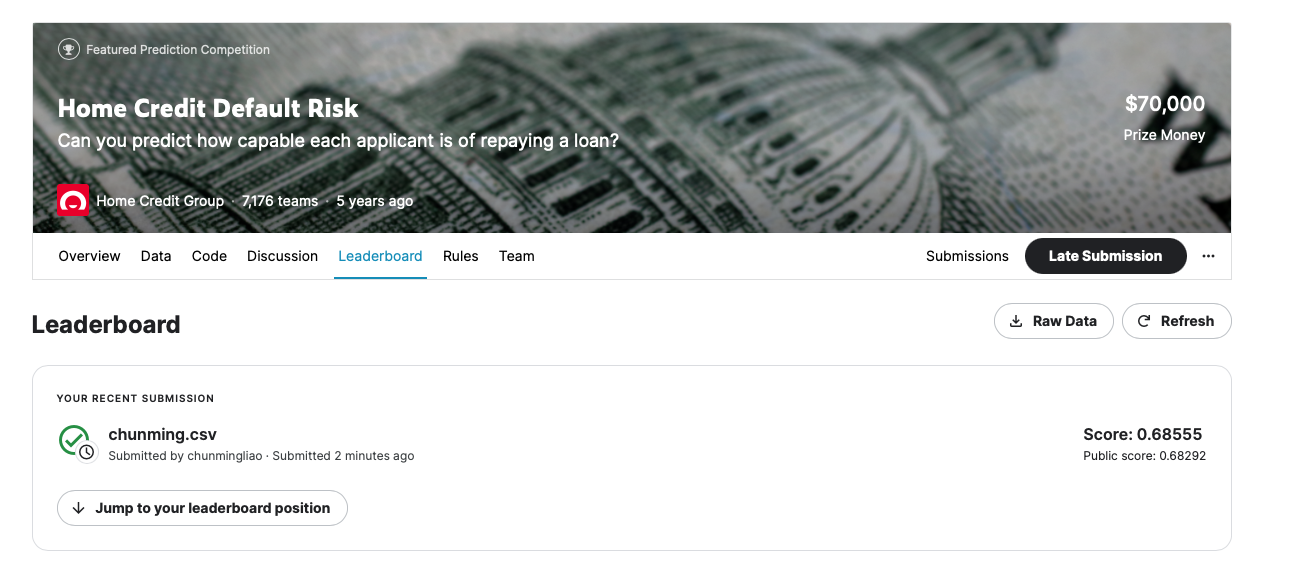 Featured Prediction Competition
Home Credit Default Risk
Can you predict how capable each applicant is of repaying a loan?
$70,000
Prize Money
Home Credit Group · 7,176 teams · 5 years ago
Overview Data Code Discussion Leaderboard Rules Team Submissions Late Submission ...
Leaderboard
Raw Data Refresh
YOUR RECENT SUBMISSION
chunming.csv
Submitted by chunmingliao · Submitted 2 minutes ago
Score: 0.68555
Public score: 0.68292
Jump to your leaderboard position